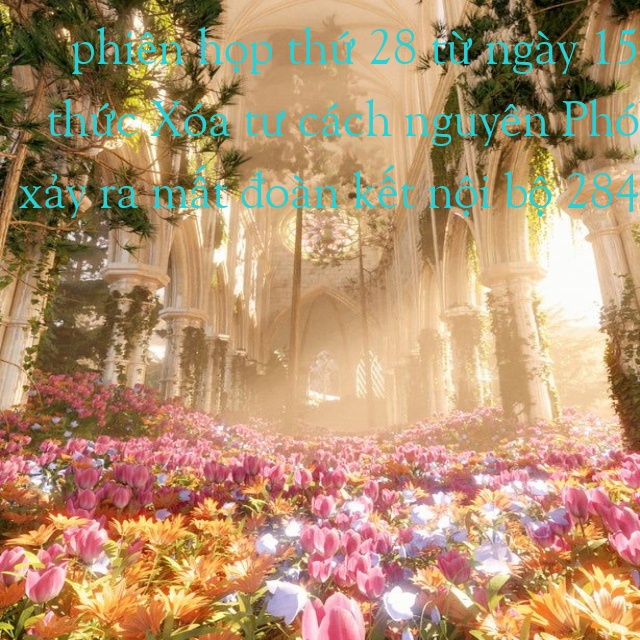 phiên họp thứ 28 từ ngày 15
thức Xóa tư cách nguyên Phó
xảy ra mất đoàn kết nội bộ 284